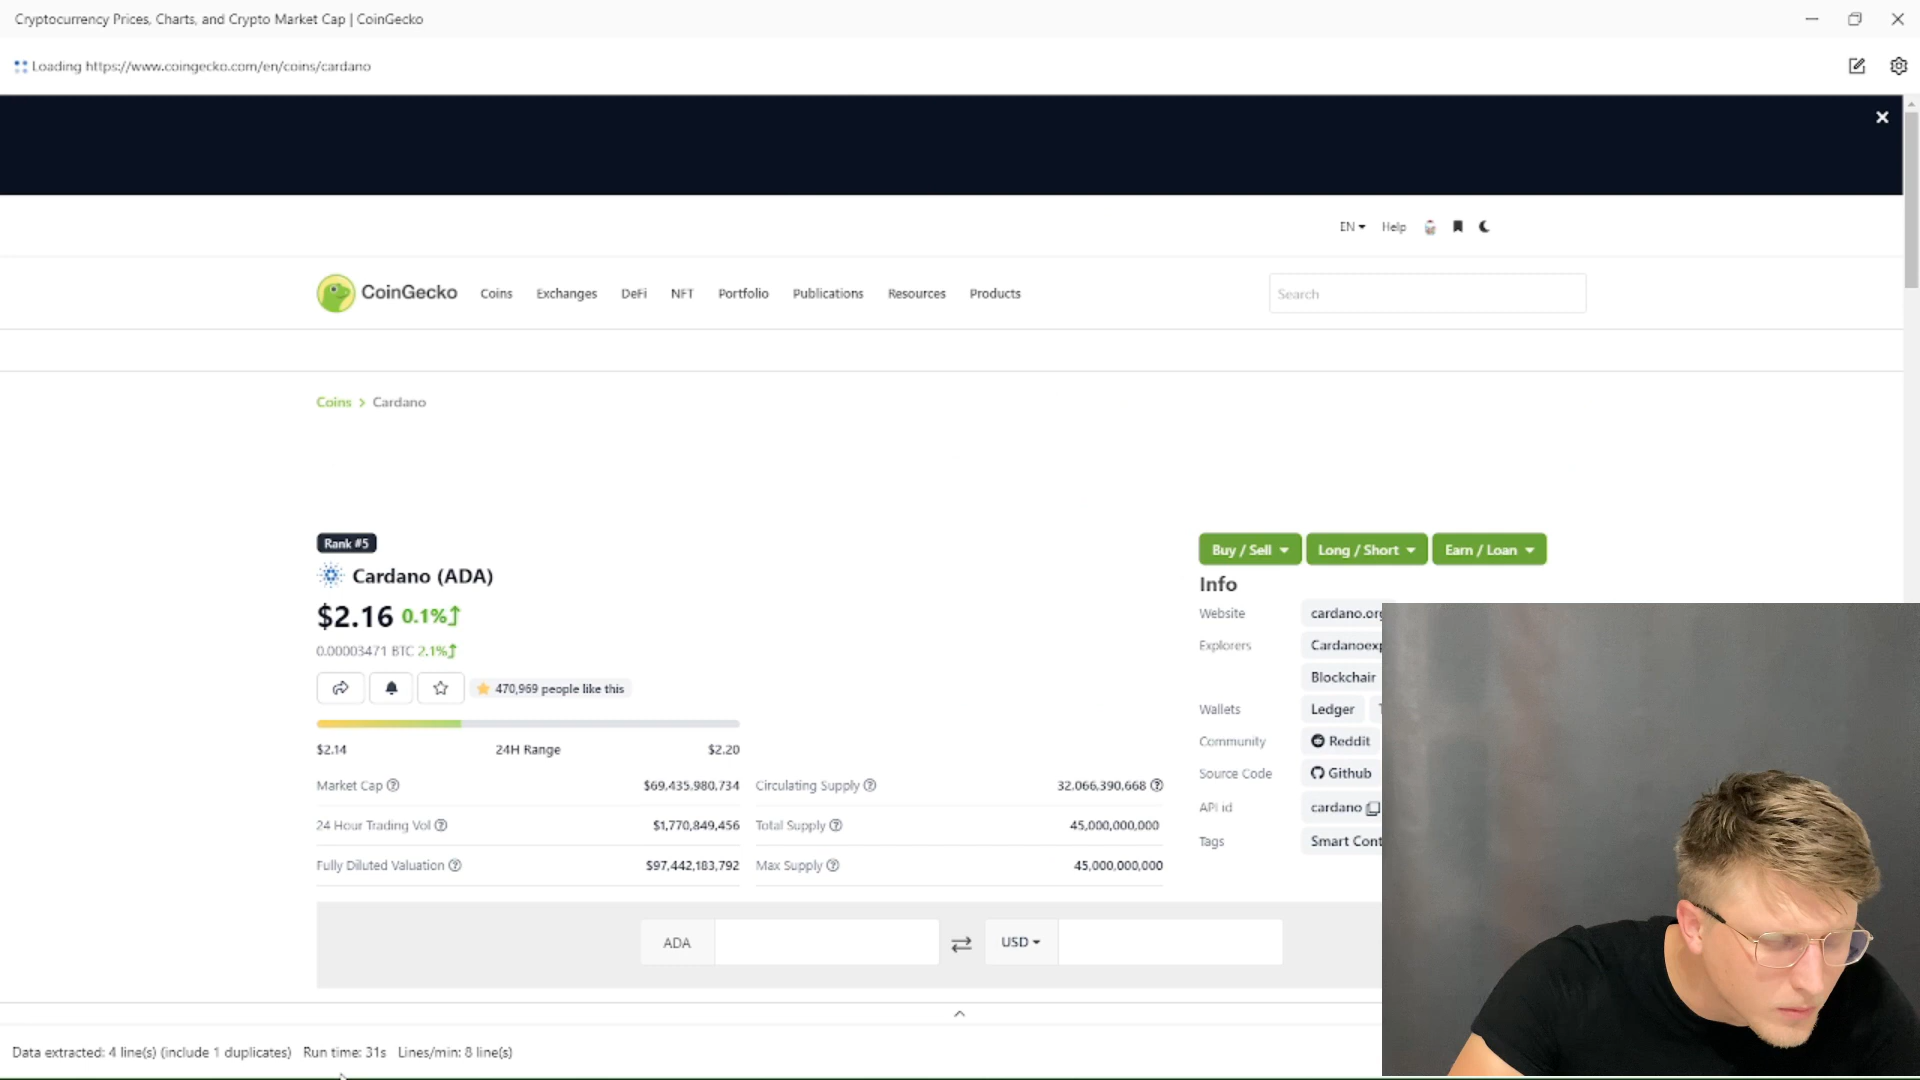 Cryptocurrency Prices, Charts, and Crypto Market Cap | CoinGecko
Loading https://www.coingecko.com/en/coins/cardano
EN Help
CoinGecko Coins Exchanges DeFi NFT Portfolio Publications Resources Products Search
Coins > Cardano
Rank #5
Cardano (ADA)
$2.16 0.1%
0.00003471 BTC 2.1%
470,969 people like this
$2.14 24H Range $2.20
Market Cap $69,435,980,734 Circulating Supply 32,066,390,668
24 Hour Trading Vol $1,770,849,456 Total Supply 45,000,000,000
Fully Diluted Valuation $97,442,183,792 Max Supply 45,000,000,000
Buy / Sell Long / Short Earn / Loan
Info
Website cardano.org
Explorers Cardanoexp
Blockchair
Wallets Ledger
Community Reddit
Source Code Github
API id cardano
Tags Smart Cont
ADA USD
Data extracted: 4 line(s) (include 1 duplicates) Run time: 31s Lines/min: 8 line(s)